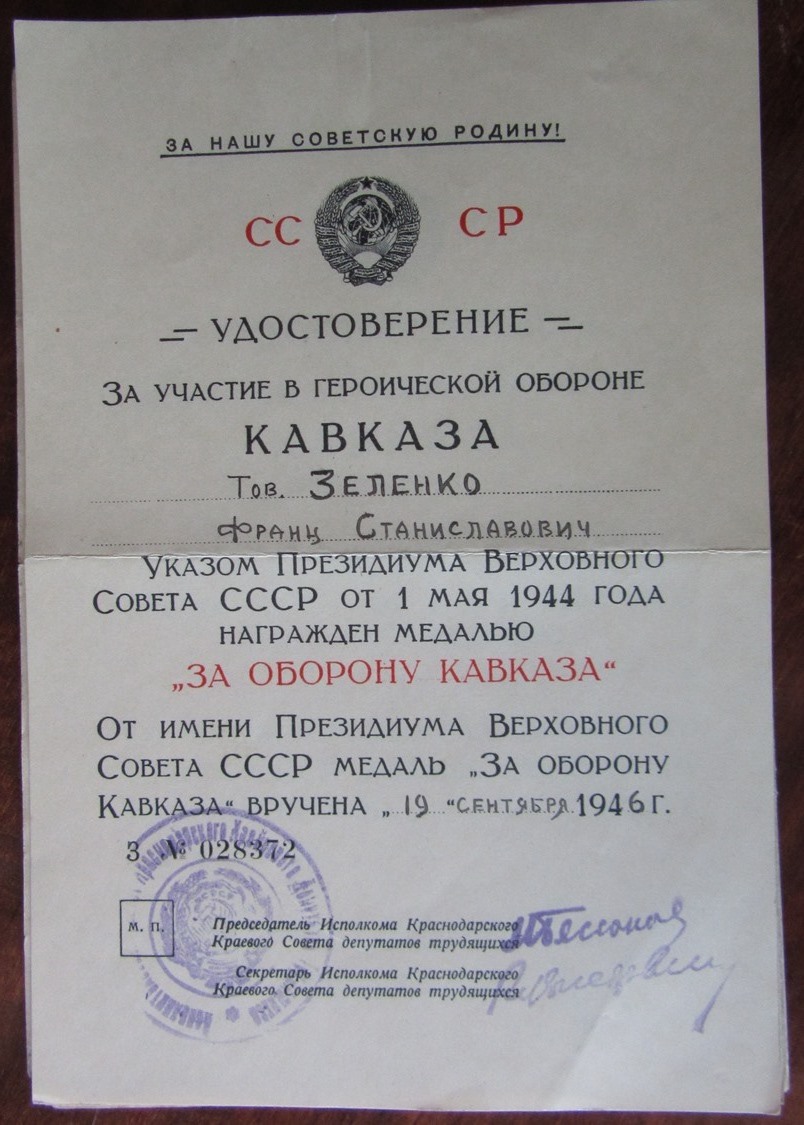 ЗА НАШУ СОВЕТСКУЮ РОДИНУ!
СС СР
УДОСТОВЕРЕНИЕ
ЗА УЧАСТИЕ В ГЕРОИЧЕСКОЙ ОБОРОНЕ
КАВКАЗА
Тов. ЗЕЛЕНКО
ФРАНЦ СТАНИСЛАВОВИЧ
УКАЗОМ ПРЕЗИДИУМА ВЕРХОВНОГО
СОВЕТА СССР ОТ 1 МАЯ 1944 ГОДА
НАГРАЖДЕН МЕДАЛЬЮ
„ЗА ОБОРОНУ КАВКАЗА“
ОТ ИМЕНИ ПРЕЗИДИУМА ВЕРХОВНОГО
СОВЕТА СССР МЕДАЛЬ „ЗА ОБОРОНУ
КАВКАЗА“ ВРУЧЕНА „19“ СЕНТЯБРЯ 1946 Г.
З № 028372
М. П.
Председатель Исполкома Краснодарского
Краевого Совета депутатов трудящихся
Секретарь Исполкома Краснодарского
Краевого Совета депутатов трудящихся